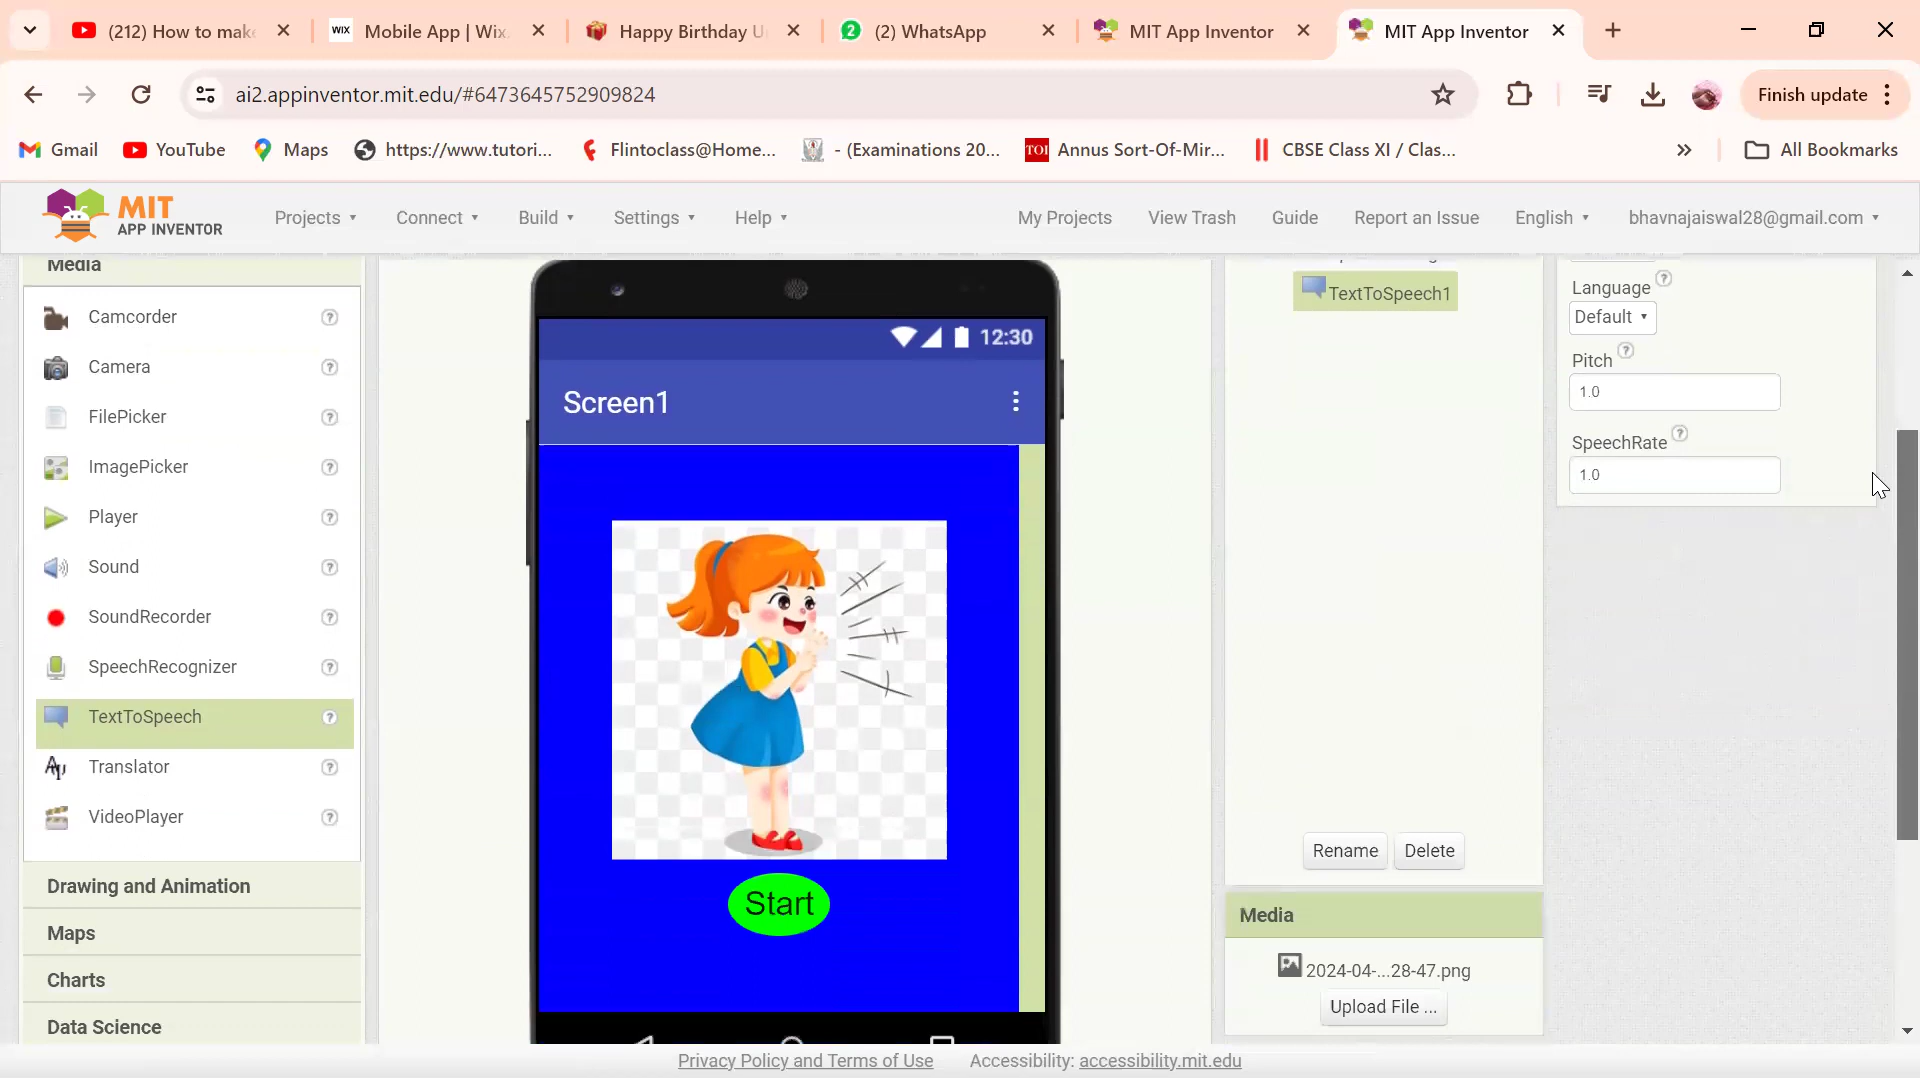 (212) How to make
WIX
Mobile App | Wix.
Happy Birthday U
2
(2) WhatsApp
MIT App Inventor
MIT App Inventor
ai2.appinventor.mit.edu/#6473645752909824
Finish update
Gmail
YouTube
Maps
https://www.tutori...
Flintoclass@Home...
- (Examinations 20...
TOI
Annus Sort-Of-Mir...
CBSE Class XI / Clas...
»
All Bookmarks
MIT
APP INVENTOR
Projects
Connect
Build
Settings
Help
My Projects
View Trash
Guide
Report an Issue
English
bhavnajaiswal28@gmail.com
Media
Camcorder
Camera
FilePicker
ImagePicker
Player
Sound
SoundRecorder
SpeechRecognizer
TextToSpeech
Translator
VideoPlayer
Drawing and Animation
Maps
Charts
Data Science
12:30
Screen1
Start
TextToSpeech1
Rename
Delete
Media
2024-04-...28-47.png
Upload File ...
Language
Default
Pitch
1.0
SpeechRate
1.0
Privacy Policy and Terms of Use
Accessibility: accessibility.mit.edu